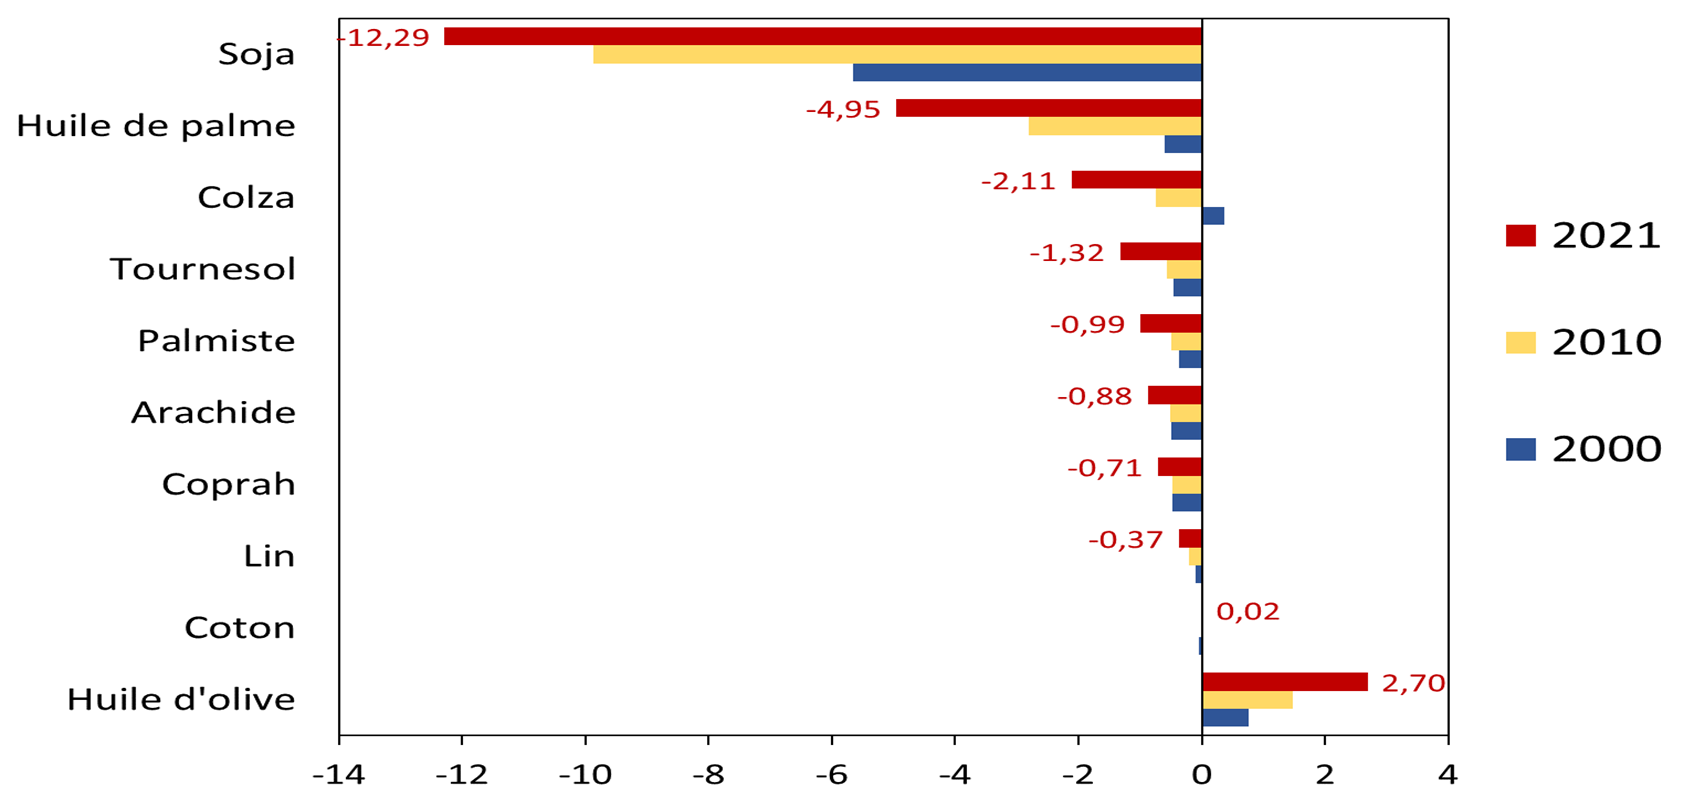 Soja
-12,29
Huile de palme
-4,95
Colza
-2,11
Tournesol
-1,32
Palmiste
-0,99
Arachide
-0,88
Coprah
-0,71
Lin
-0,37
Coton
0,02
Huile d'olive
2,70
-14 -12 -10 -8 -6 -4 -2 0 2 4
2021
2010
2000